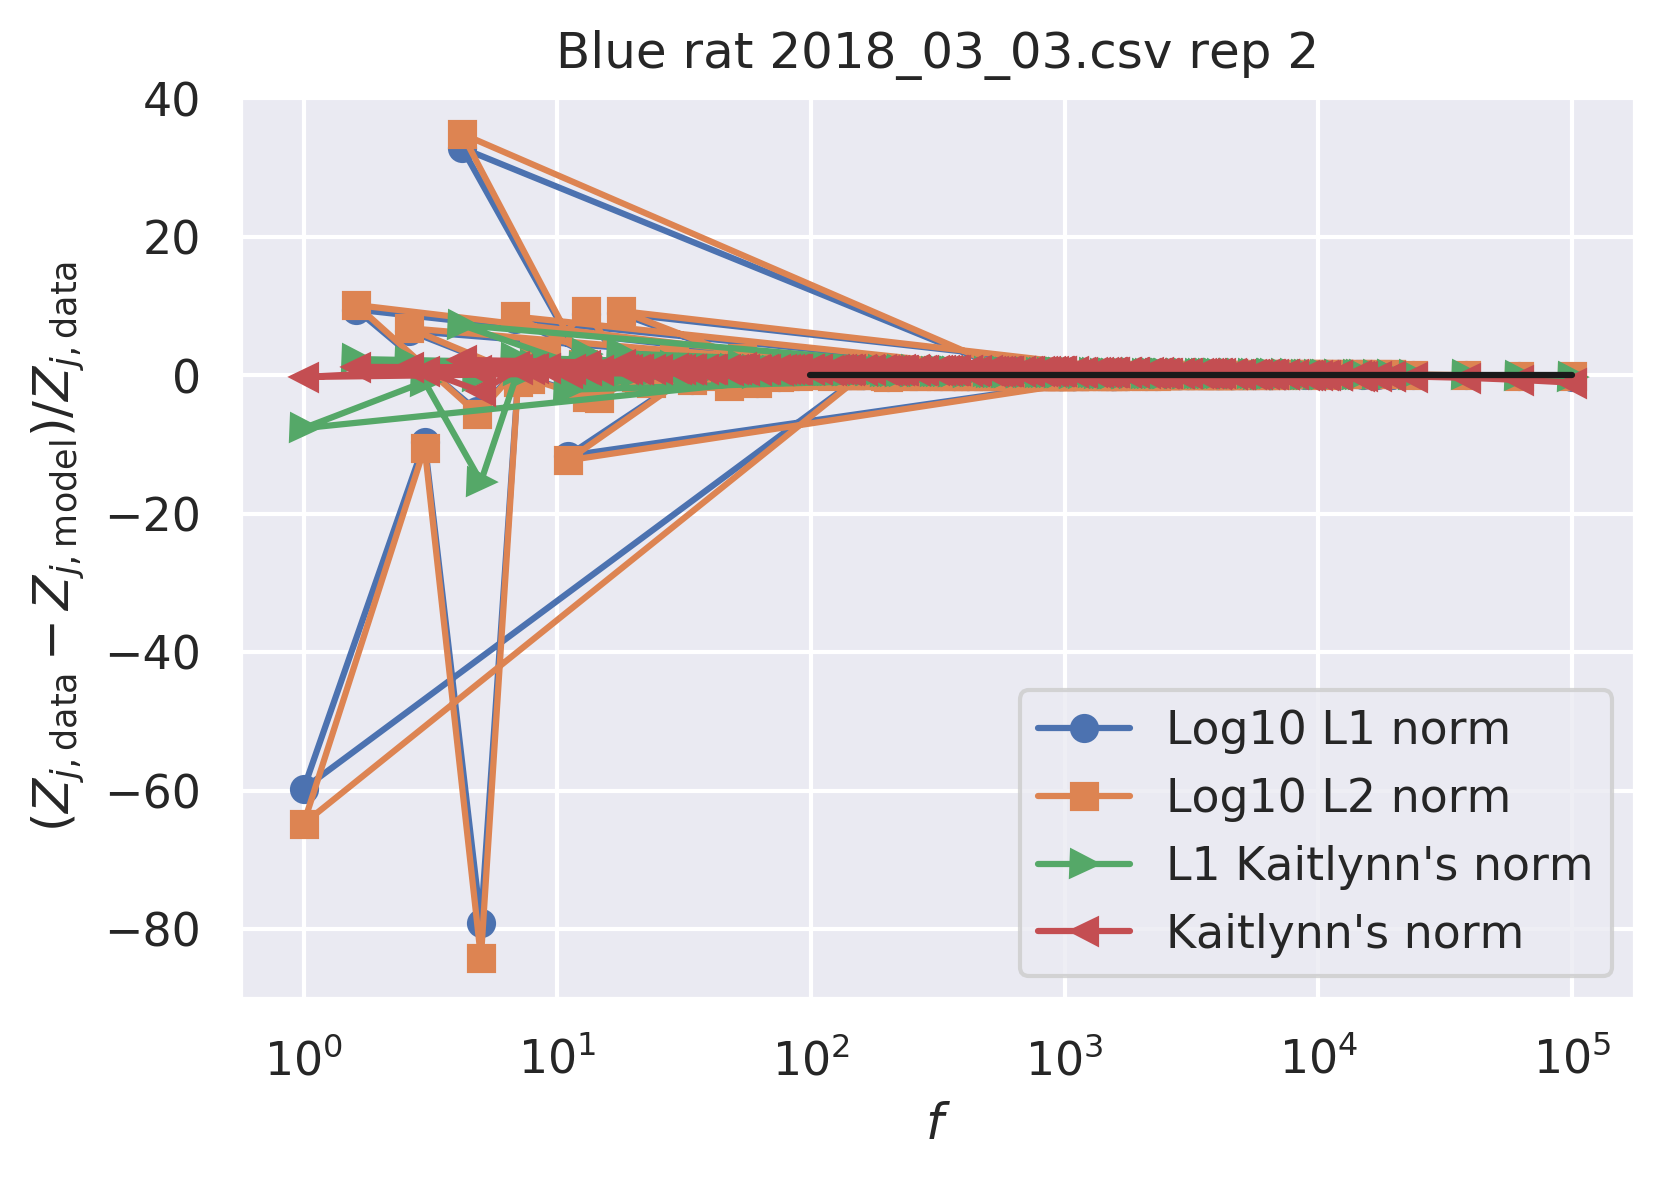 Blue rat 2018_03_03.csv rep 2
(Z_{j, data} − Z_{j, model})/Z_{j, data}
40
20
0
−20
−40
−60
−80
Log10 L1 norm
Log10 L2 norm
L1 Kaitlynn's norm
Kaitlynn's norm
10^0 10^1 10^2 10^3 10^4 10^5
f